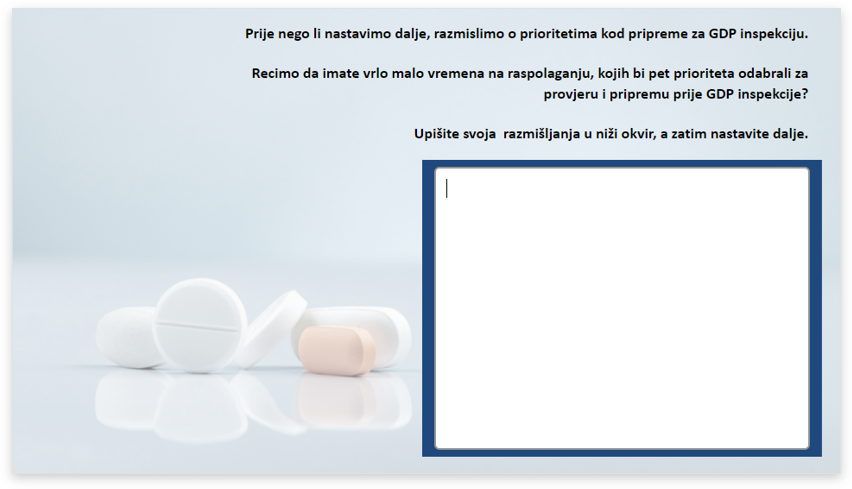 Prije nego li nastavimo dalje, razmislimo o prioritetima kod pripreme za GDP inspekciju.
Recimo da imate vrlo malo vremena na raspolaganju, kojih bi pet prioriteta odabrali za
provjeru i pripremu prije GDP inspekcije?
Upišite svoja razmišljanja u niži okvir, a zatim nastavite dalje.